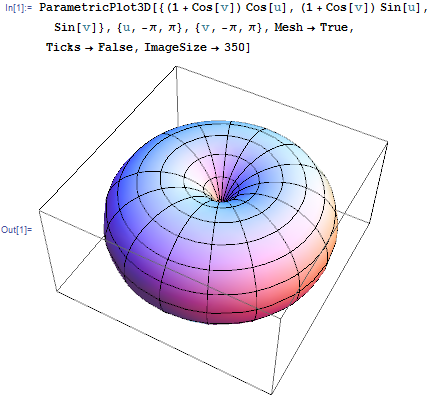 In[1]:= ParametricPlot3D[{(1 + Cos[v]) Cos[u], (1 + Cos[v]) Sin[u],
Sin[v]}, {u, -π, π}, {v, -π, π}, Mesh → True,
Ticks → False, ImageSize → 350]
Out[1]=